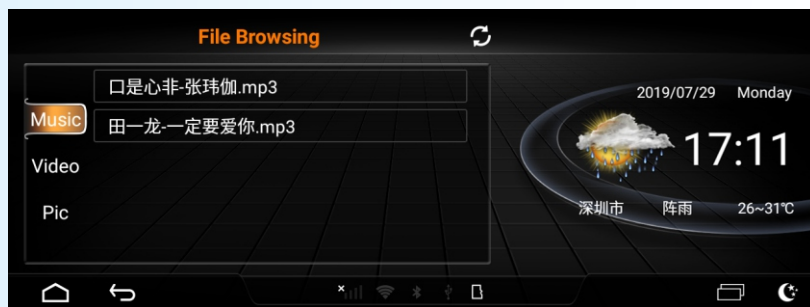 File Browsing
口是心非-张玮伽.mp3
Music
田一龙-一定要爱你.mp3
Video
Pic
2019/07/29 Monday
17:11
深圳市 阵雨 26~31℃